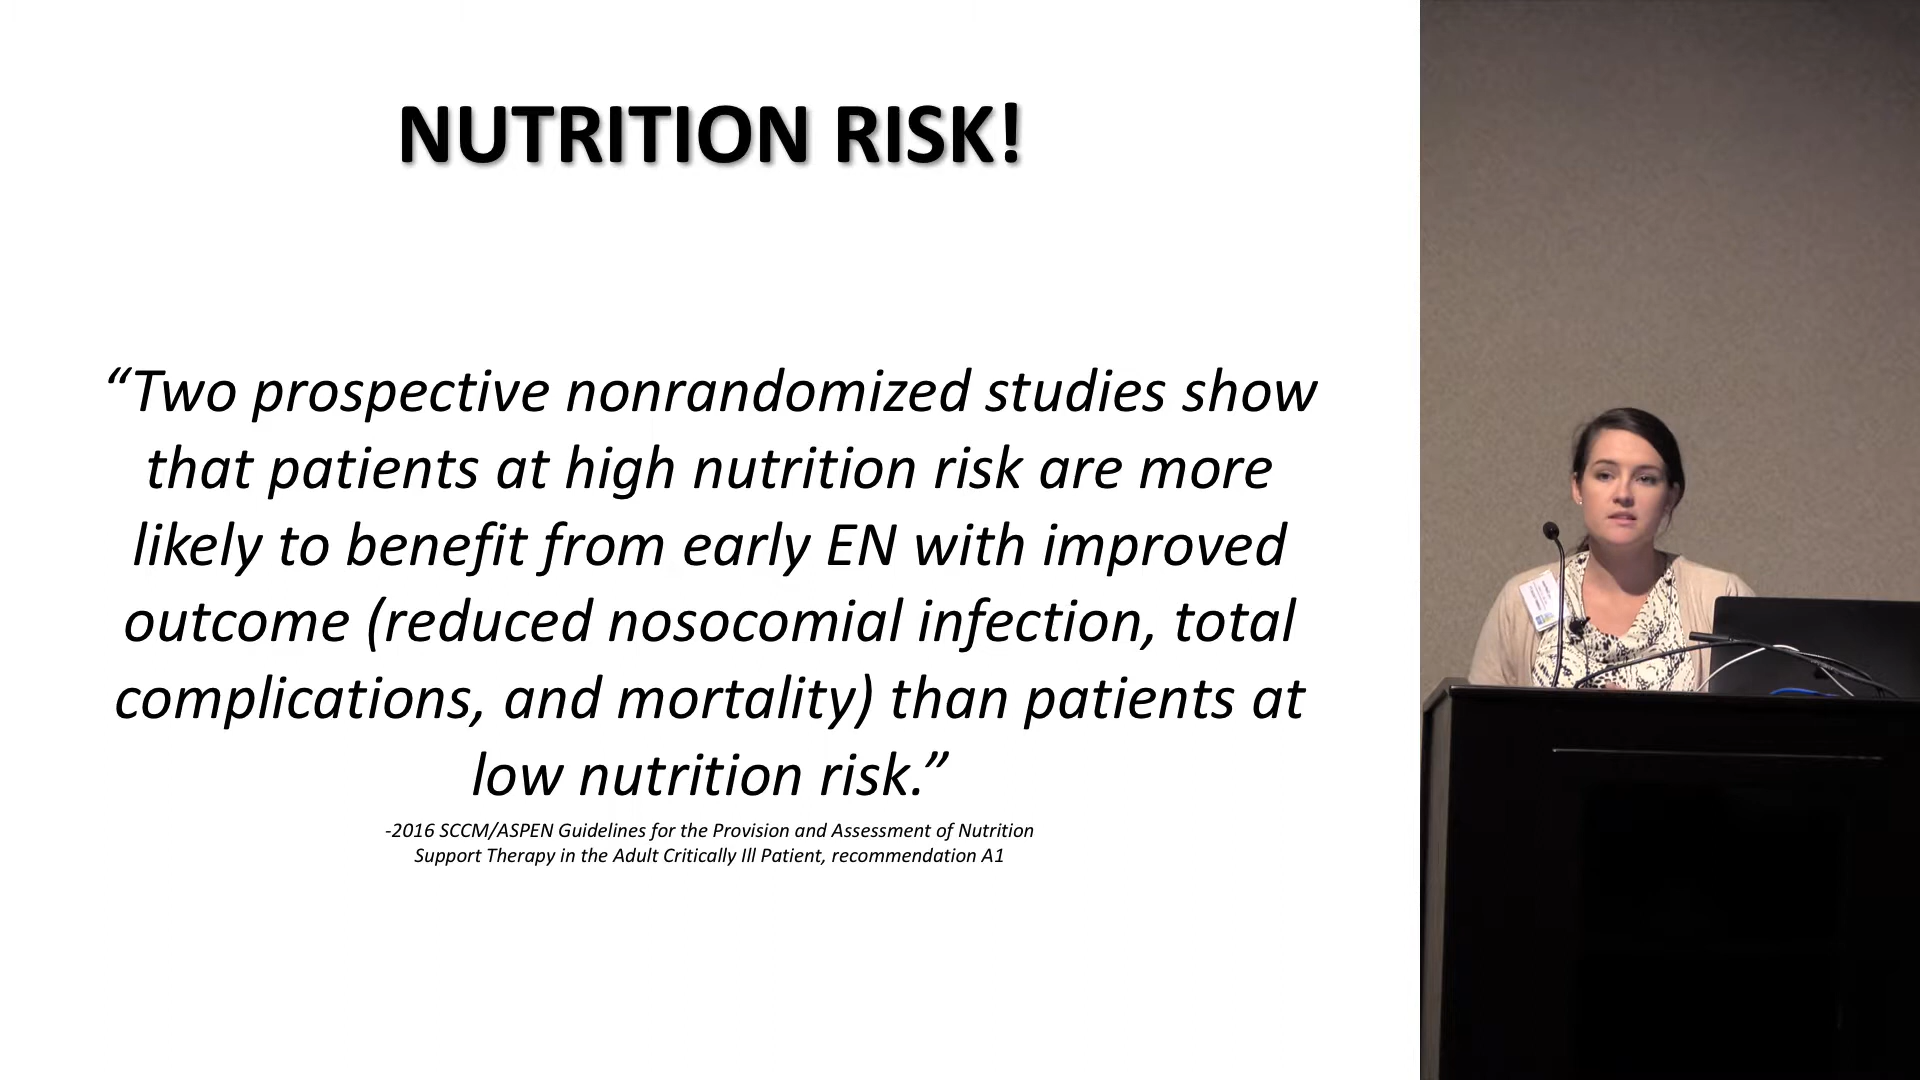 NUTRITION RISK!
“Two prospective nonrandomized studies show
that patients at high nutrition risk are more
likely to benefit from early EN with improved
outcome (reduced nosocomial infection, total
complications, and mortality) than patients at
low nutrition risk.”
-2016 SCCM/ASPEN Guidelines for the Provision and Assessment of Nutrition
Support Therapy in the Adult Critically Ill Patient, recommendation A1